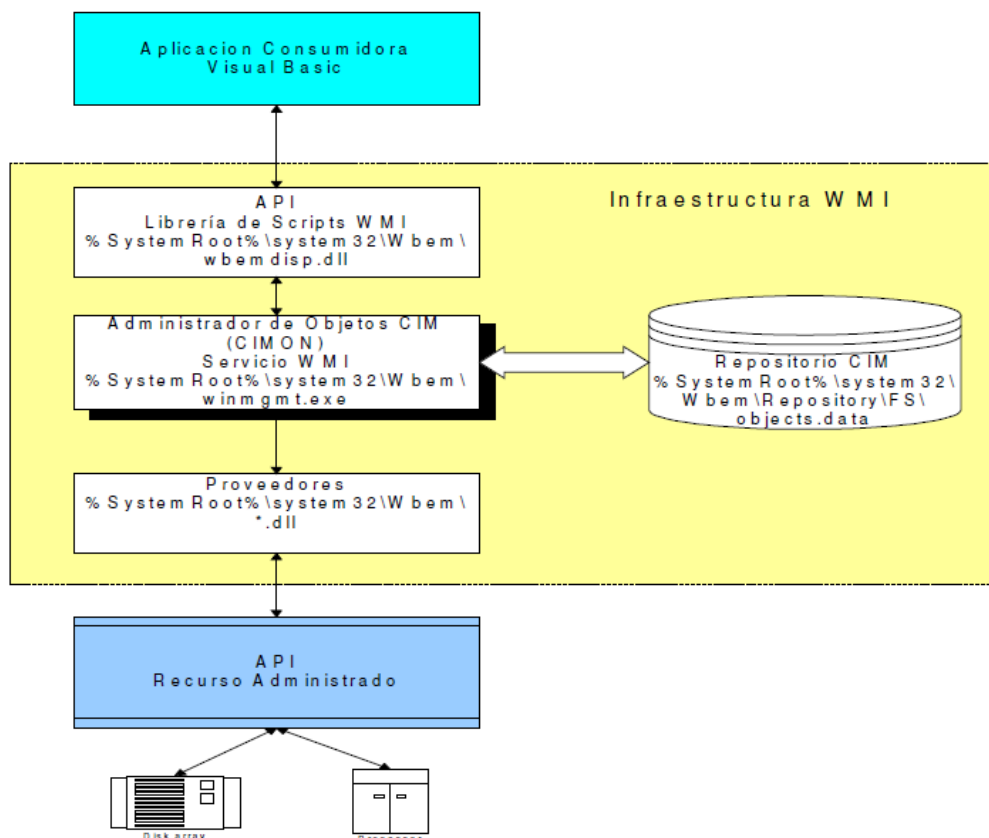 Aplicacion Consumidora
Visual Basic
Infraestructura WMI
API
Librería de Scripts WMI
%SystemRoot%\system32\Wbem\
wbemdisp.dll
Administrador de Objetos CIM
(CIMON)
Servicio WMI
%SystemRoot%\system32\Wbem\
winmgmt.exe
Repositorio CIM
%SystemRoot%\system32\
Wbem\Repository\FS\
objects.data
Proveedores
%SystemRoot%\system32\Wbem\
*.dll
API
Recurso Administrado
Disk array